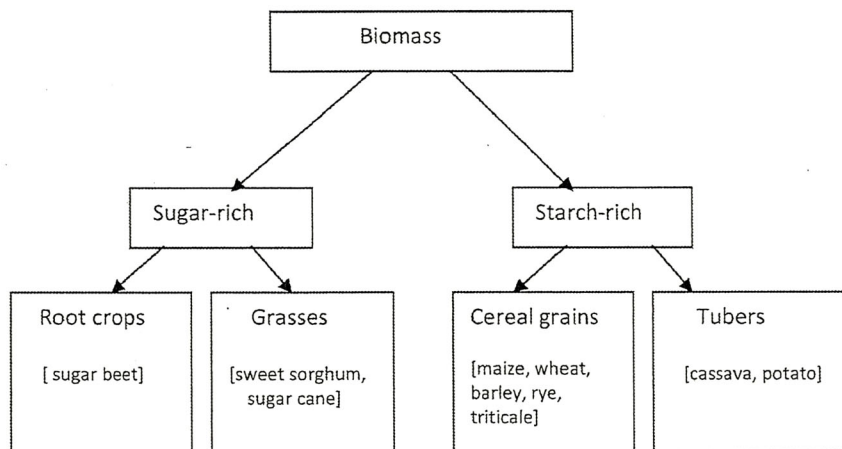 Biomass
Sugar-rich
Starch-rich
Root crops
[ sugar beet]
Grasses
[sweet sorghum,
sugar cane]
Cereal grains
[maize, wheat,
barley, rye,
triticale]
Tubers
[cassava, potato]